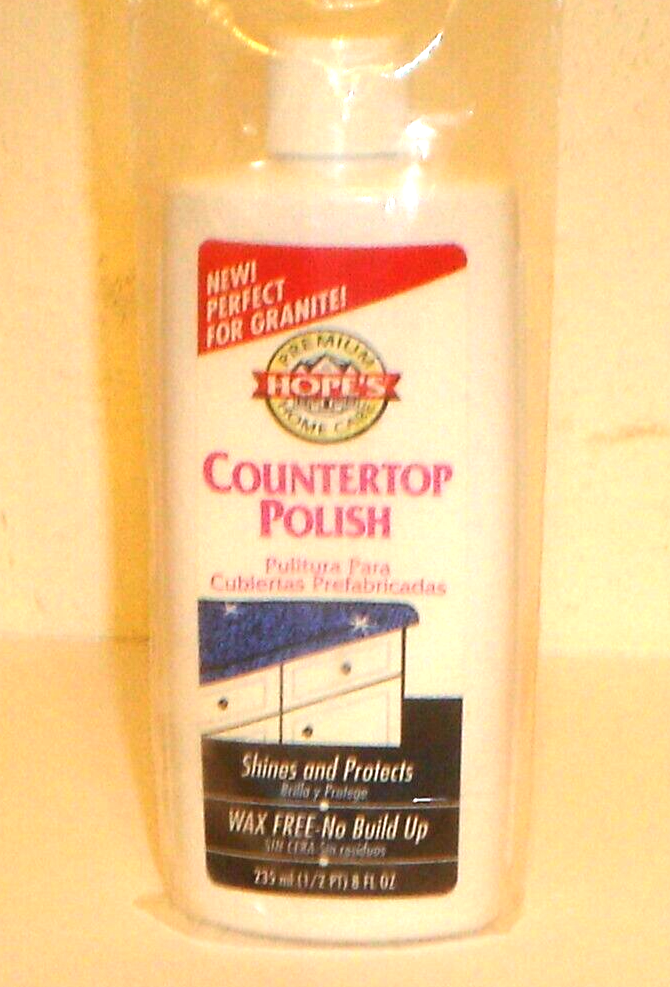 NEW!
PERFECT
FOR GRANITE!
PREMIUM
HOPE'S
HOME CARE
COUNTERTOP
POLISH
Pulitura Para
Cubiertas Prefabricadas
Shines and Protects
Brilla y Protege
WAX FREE-No Build Up
SIN CERA-Sin residuos
235 ml (1/2 PT) 8 FL OZ